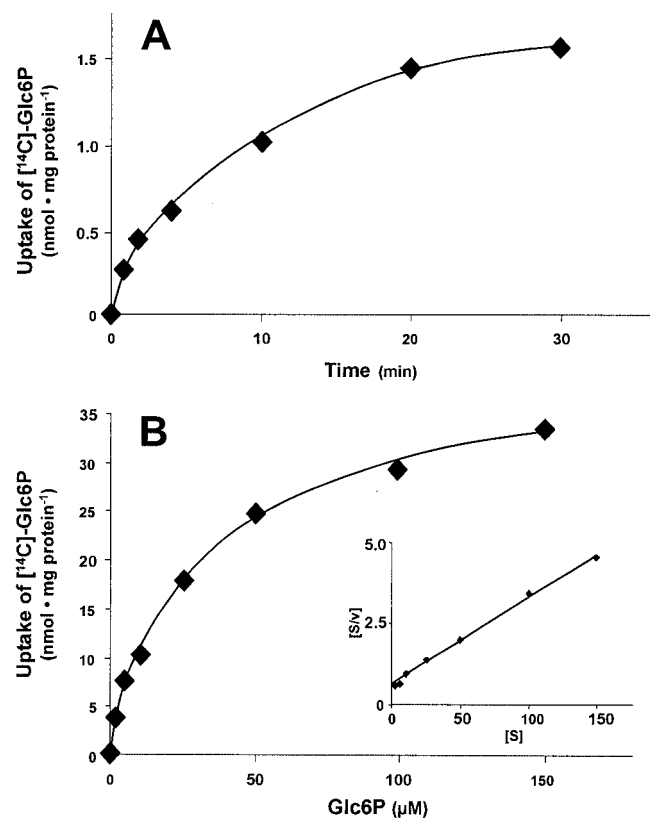 A
Uptake of [¹⁴C]-Glc6P
(nmol • mg protein⁻¹)
1.5
1.0
0.5
0
0 10 20 30
Time (min)
B
Uptake of [¹⁴C]-Glc6P
(nmol • mg protein⁻¹)
35
30
25
20
15
10
5
0
0 50 100 150
Glc6P (µM)
[S/v]
5.0
2.5
0
0 50 100 150
[S]